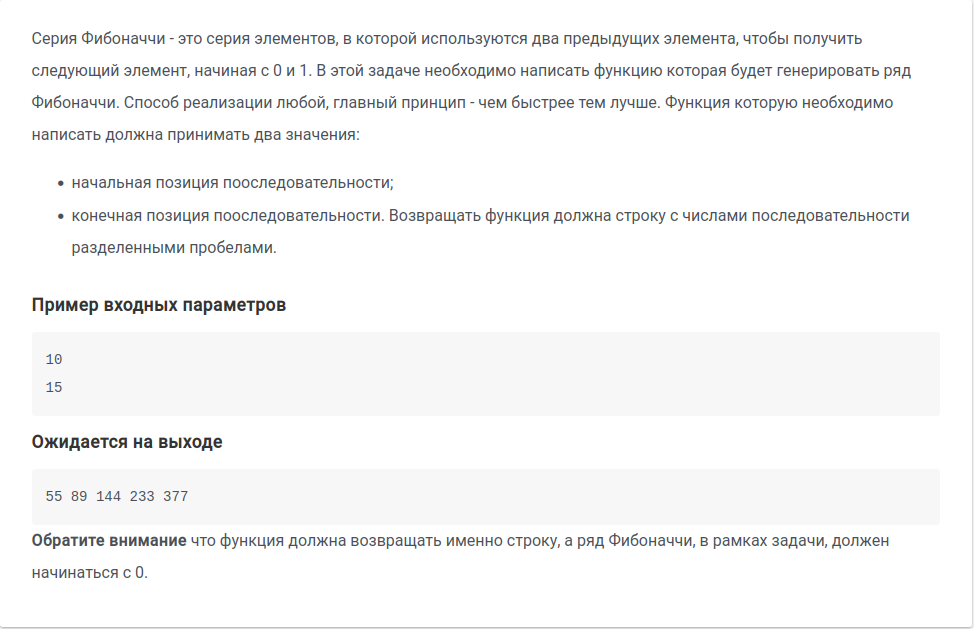 Серия Фибоначчи - это серия элементов, в которой используются два предыдущих элемента, чтобы получить
следующий элемент, начиная с 0 и 1. В этой задаче необходимо написать функцию которая будет генерировать ряд
Фибоначчи. Способ реализации любой, главный принцип - чем быстрее тем лучше. Функция которую необходимо
написать должна принимать два значения:
• начальная позиция пооследовательности;
• конечная позиция пооследовательности. Возвращать функция должна строку с числами последовательности
разделенными пробелами.
Пример входных параметров
10
15
Ожидается на выходе
55 89 144 233 377
Обратите внимание что функция должна возвращать именно строку, а ряд Фибоначчи, в рамках задачи, должен
начинаться с 0.